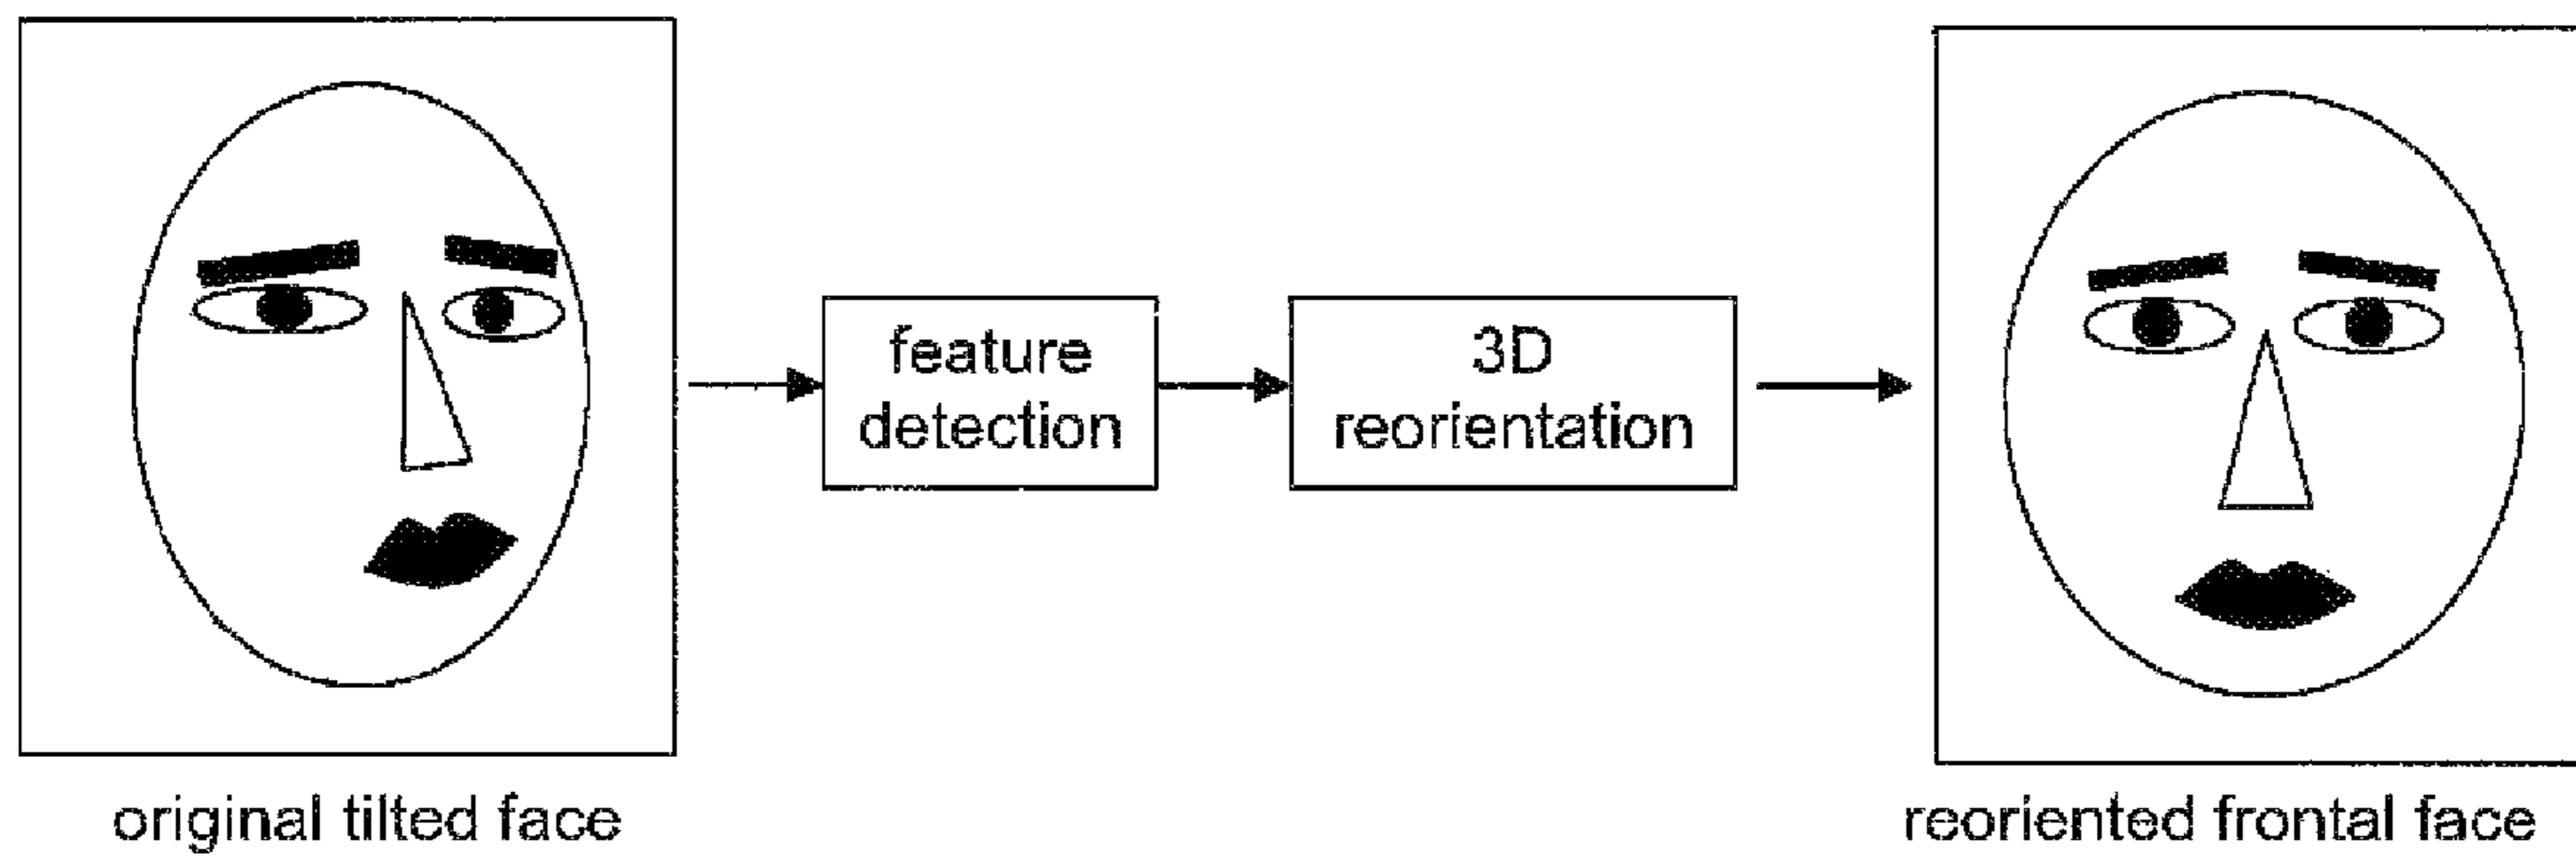 feature
detection
3D
reorientation
original tilted face
reoriented frontal face